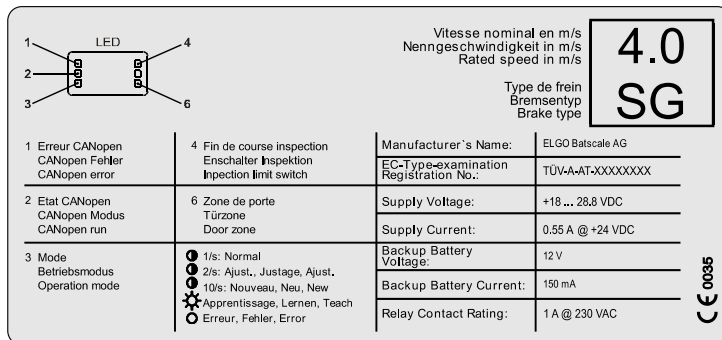 LED
1
2
3
4
6
Vitesse nominal en m/s
Nenngeschwindigkeit in m/s
Rated speed in m/s
4.0
Type de frein
Bremsentyp
Brake type
SG
1 Erreur CANopen
CANopen Fehler
CANopen error
4 Fin de course inspection
Enschalter Inspektion
Inpection limit switch
2 Etat CANopen
CANopen Modus
CANopen run
6 Zone de porte
Türzone
Door zone
3 Mode
Betriebsmodus
Operation mode
1/s: Normal
2/s: Ajust., Justage, Ajust.
10/s: Nouveau, Neu, New
Apprentissage, Lernen, Teach
Erreur, Fehler, Error
Manufacturer`s Name: ELGO Batscale AG
EC-Type-examination
Registration No.: TÜV-A-AT-XXXXXXXX
Supply Voltage: +18 ... 28.8 VDC
Supply Current: 0.55 A @ +24 VDC
Backup Battery
Voltage: 12 V
Backup Battery Current: 150 mA
Relay Contact Rating: 1 A @ 230 VAC
CE 0035